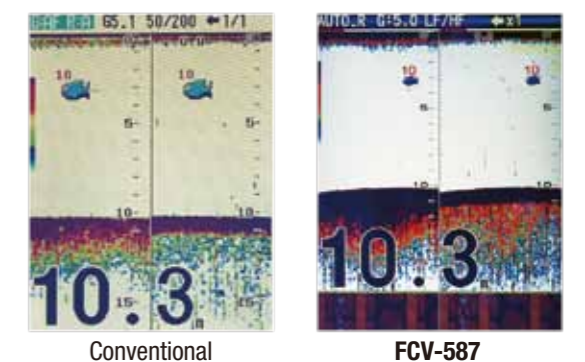 G5.1 50/200 1/1
10 10
5- 5-
10- 10-
10.3
15- 15-
Conventional
AUTO.R G:5.0 LF/HF x1
10 10
5- 5-
10- 10-
10.3
FCV-587